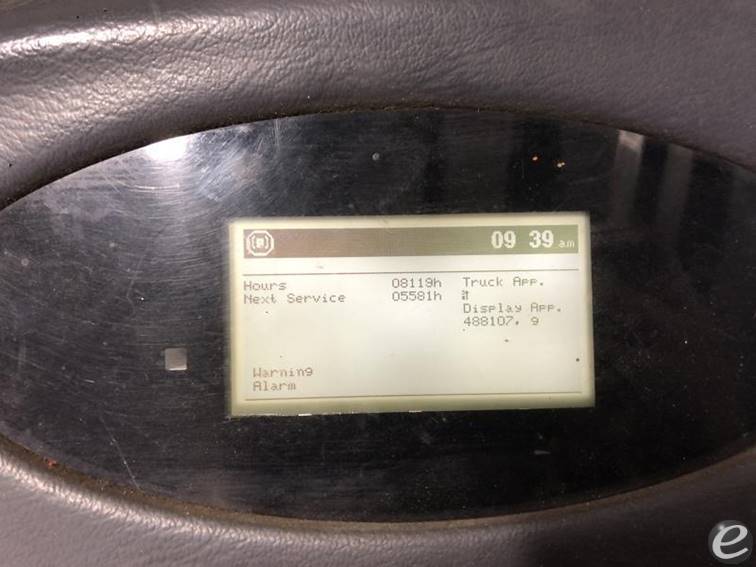 09 39 am
Hours 08119h Truck App.
Next Service 05581h
Display App.
488107, 9
Warning
Alarm
e